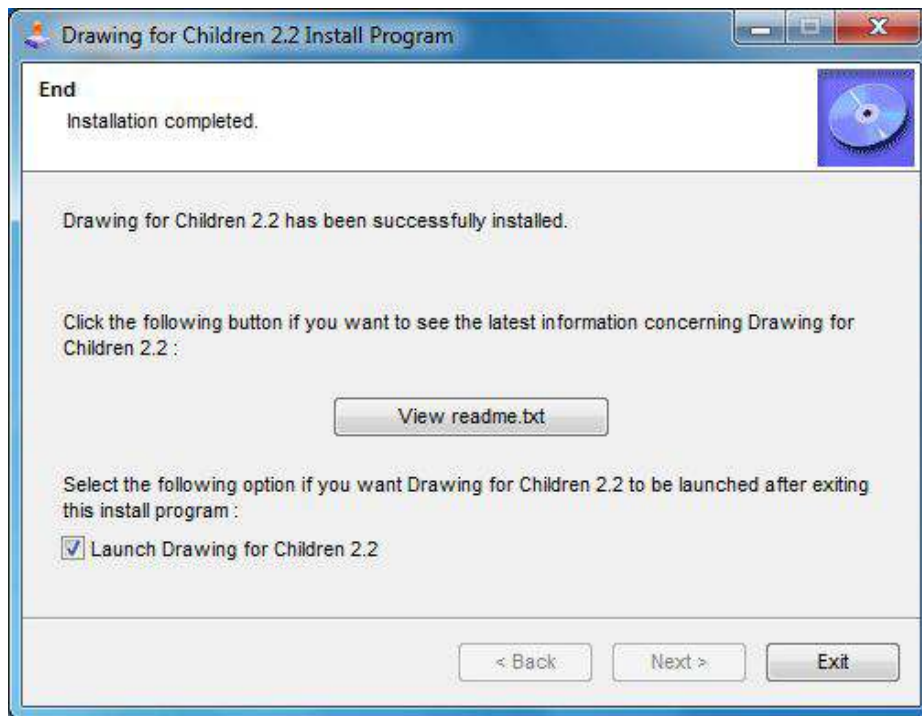 Drawing for Children 2.2 Install Program
End
Installation completed.
Drawing for Children 2.2 has been successfully installed.
Click the following button if you want to see the latest information concerning Drawing for
Children 2.2 :
View readme.txt
Select the following option if you want Drawing for Children 2.2 to be launched after exiting
this install program :
Launch Drawing for Children 2.2
< Back
Next >
Exit